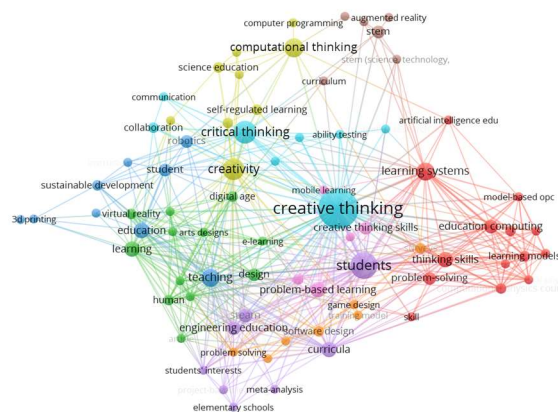 computer programming
augmented reality
stem
computational thinking
stem (science, technology,
science education
curriculum
communication
self-regulated learning
artificial intelligence edu
collaboration
critical thinking
ability testing
robotics
student
creativity
learning systems
sustainable development
mobile learning
digital age
model-based opc
creative thinking
virtual reality
3d printing
education
arts designs
creative thinking skills
education computing
learning
e-learning
thinking skills
learning models
students
teaching
design
problem-solving
problem-based learning
human
game design
training model
skill
engineering education
software design
problem solving
curricula
students' interests
meta-analysis
elementary schools